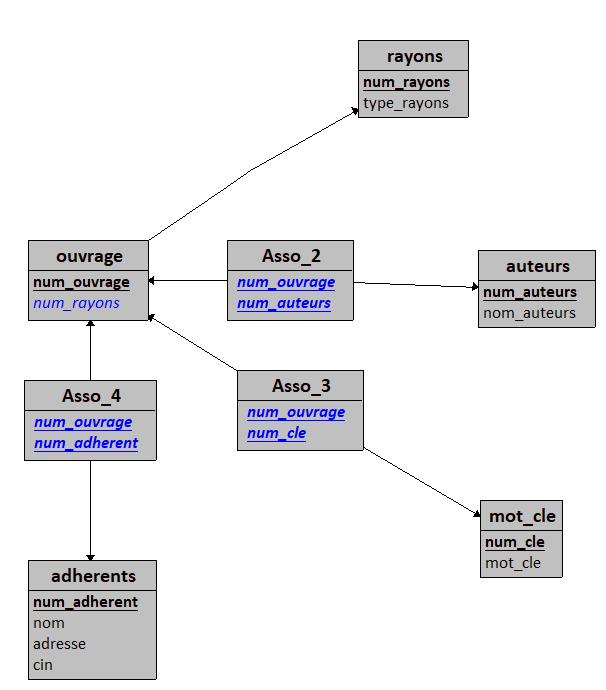 rayons
num_rayons
type_rayons
ouvrage
num_ouvrage
num_rayons
Asso_2
num_ouvrage
num_auteurs
auteurs
num_auteurs
nom_auteurs
Asso_4
num_ouvrage
num_adherent
Asso_3
num_ouvrage
num_cle
mot_cle
num_cle
mot_cle
adherents
num_adherent
nom
adresse
cin